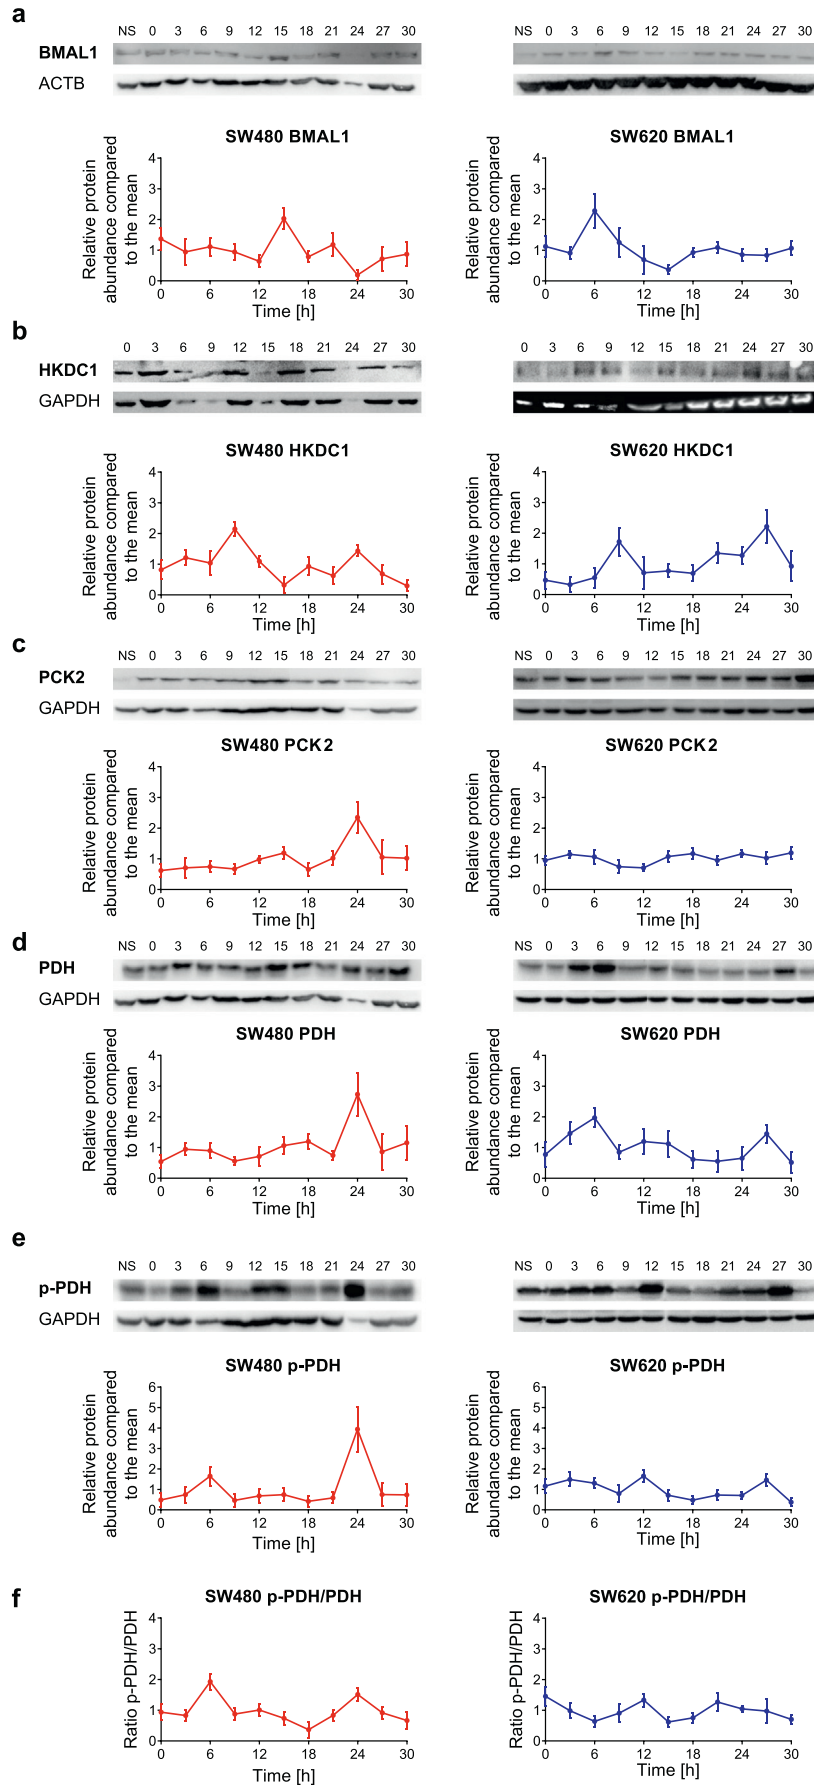 a
NS 0 3 6 9 12 15 18 21 24 27 30
NS 0 3 6 9 12 15 18 21 24 27 30
BMAL1
ACTB
SW480 BMAL1
SW620 BMAL1
Relative protein
abundance compared
to the mean
4
3
2
1
0
0 6 12 18 24 30
Time [h]
Relative protein
abundance compared
to the mean
4
3
2
1
0
0 6 12 18 24 30
Time [h]
b
0 3 6 9 12 15 18 21 24 27 30
0 3 6 9 12 15 18 21 24 27 30
HKDC1
GAPDH
SW480 HKDC1
SW620 HKDC1
Relative protein
abundance compared
to the mean
4
3
2
1
0
0 6 12 18 24 30
Time [h]
Relative protein
abundance compared
to the mean
4
3
2
1
0
0 6 12 18 24 30
Time [h]
c
NS 0 3 6 9 12 15 18 21 24 27 30
NS 0 3 6 9 12 15 18 21 24 27 30
PCK2
GAPDH
SW480 PCK2
SW620 PCK2
Relative protein
abundance compared
to the mean
4
3
2
1
0
0 6 12 18 24 30
Time [h]
Relative protein
abundance compared
to the mean
4
3
2
1
0
0 6 12 18 24 30
Time [h]
d
NS 0 3 6 9 12 15 18 21 24 27 30
NS 0 3 6 9 12 15 18 21 24 27 30
PDH
GAPDH
SW480 PDH
SW620 PDH
Relative protein
abundance compared
to the mean
4
3
2
1
0
0 6 12 18 24 30
Time [h]
Relative protein
abundance compared
to the mean
4
3
2
1
0
0 6 12 18 24 30
Time [h]
e
NS 0 3 6 9 12 15 18 21 24 27 30
NS 0 3 6 9 12 15 18 21 24 27 30
p-PDH
GAPDH
SW480 p-PDH
SW620 p-PDH
Relative protein
abundance compared
to the mean
6
5
4
3
2
1
0
0 6 12 18 24 30
Time [h]
Relative protein
abundance compared
to the mean
6
5
4
3
2
1
0
0 6 12 18 24 30
Time [h]
f
SW480 p-PDH/PDH
SW620 p-PDH/PDH
Ratio p-PDH/PDH
4
3
2
1
0
0 6 12 18 24 30
Time [h]
Ratio p-PDH/PDH
4
3
2
1
0
0 6 12 18 24 30
Time [h]